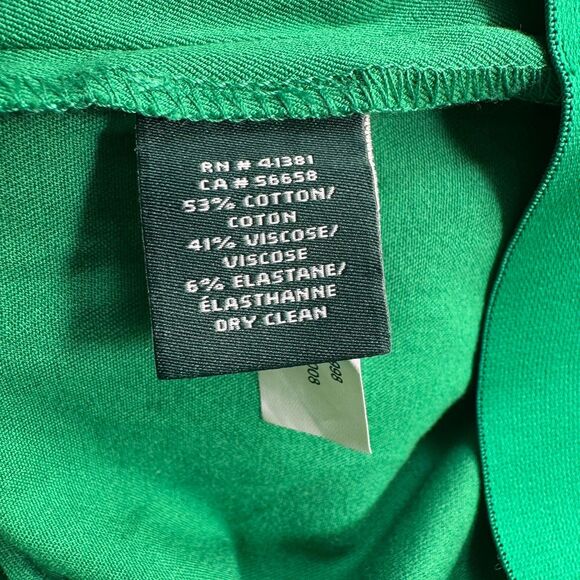 RN # 41381
CA # 56658
53% COTTON/
COTON
41% VISCOSE/
VISCOSE
6% ELASTANE/
ÉLASTHANNE
DRY CLEAN